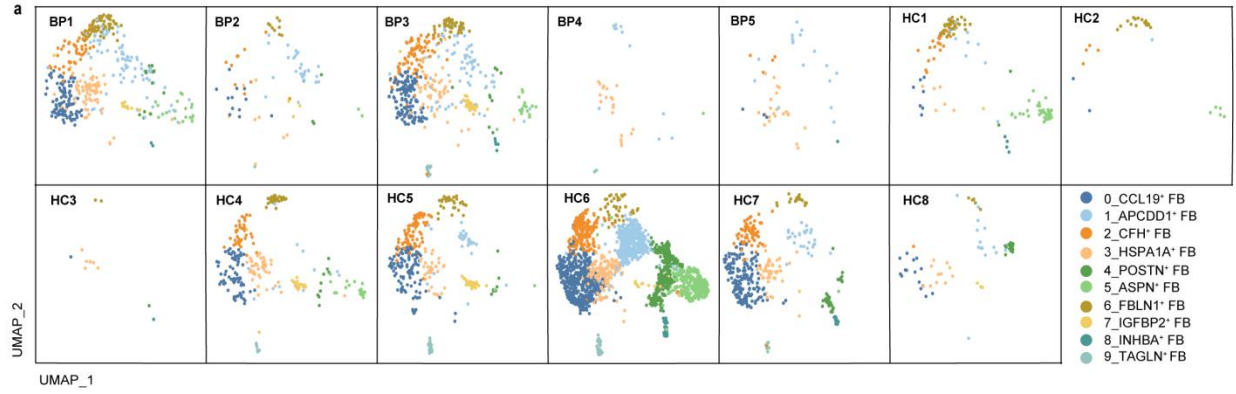 a
BP1
BP2
BP3
BP4
BP5
HC1
HC2
HC3
HC4
HC5
HC6
HC7
HC8
0_CCL19⁺ FB
1_APCDD1⁺ FB
2_CFH⁺ FB
3_HSPA1A⁺ FB
4_POSTN⁺ FB
5_ASPN⁺ FB
6_FBLN1⁺ FB
7_IGFBP2⁺ FB
8_INHBA⁺ FB
9_TAGLN⁺ FB
UMAP_2
UMAP_1